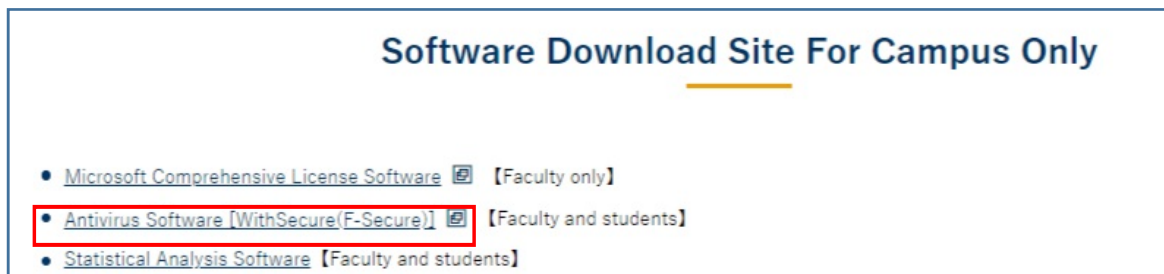 Software Download Site For Campus Only
• Microsoft Comprehensive License Software 【Faculty only】
• Antivirus Software [WithSecure(F-Secure)] 【Faculty and students】
• Statistical Analysis Software【Faculty and students】